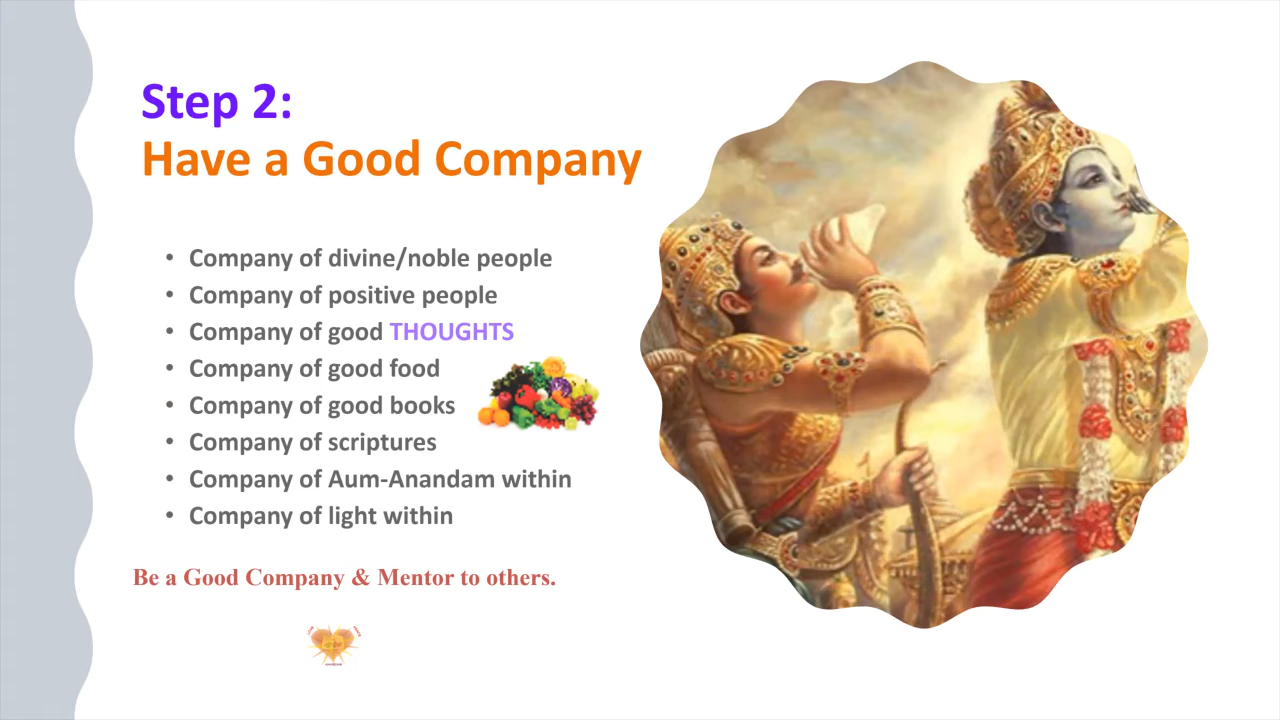 Step 2:
Have a Good Company
• Company of divine/noble people
• Company of positive people
• Company of good THOUGHTS
• Company of good food
• Company of good books
• Company of scriptures
• Company of Aum-Anandam within
• Company of light within
Be a Good Company & Mentor to others.